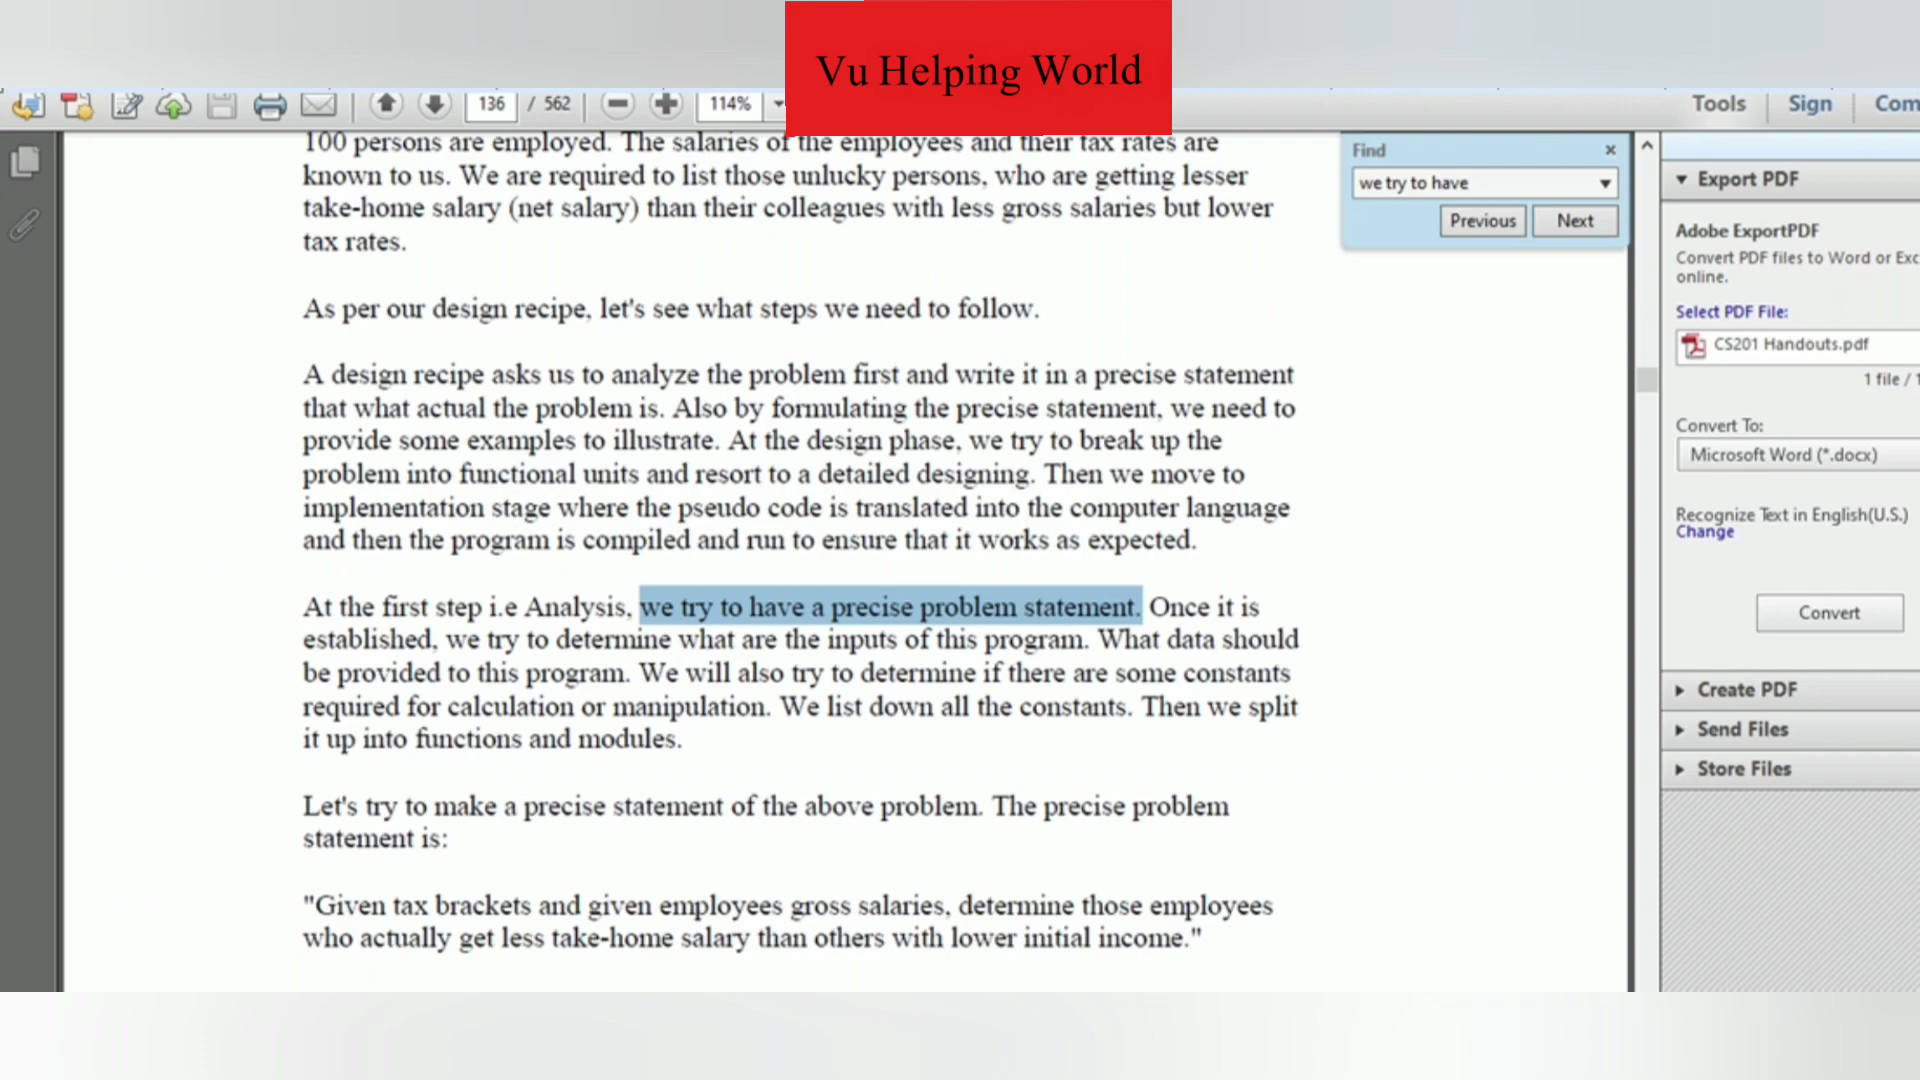 Vu Helping World
136 / 562
114%
Tools
Sign
Com
100 persons are employed. The salaries of the employees and their tax rates are
known to us. We are required to list those unlucky persons, who are getting lesser
take-home salary (net salary) than their colleagues with less gross salaries but lower
tax rates.
As per our design recipe, let's see what steps we need to follow.
A design recipe asks us to analyze the problem first and write it in a precise statement
that what actual the problem is. Also by formulating the precise statement, we need to
provide some examples to illustrate. At the design phase, we try to break up the
problem into functional units and resort to a detailed designing. Then we move to
implementation stage where the pseudo code is translated into the computer language
and then the program is compiled and run to ensure that it works as expected.
At the first step i.e Analysis, we try to have a precise problem statement. Once it is
established, we try to determine what are the inputs of this program. What data should
be provided to this program. We will also try to determine if there are some constants
required for calculation or manipulation. We list down all the constants. Then we split
it up into functions and modules.
Let's try to make a precise statement of the above problem. The precise problem
statement is:
"Given tax brackets and given employees gross salaries, determine those employees
who actually get less take-home salary than others with lower initial income."
Find
we try to have
Previous
Next
Export PDF
Adobe ExportPDF
Convert PDF files to Word or Exc
online.
Select PDF File:
CS201 Handouts.pdf
1 file / 1
Convert To:
Microsoft Word (*.docx)
Recognize Text in English(U.S.)
Change
Convert
Create PDF
Send Files
Store Files